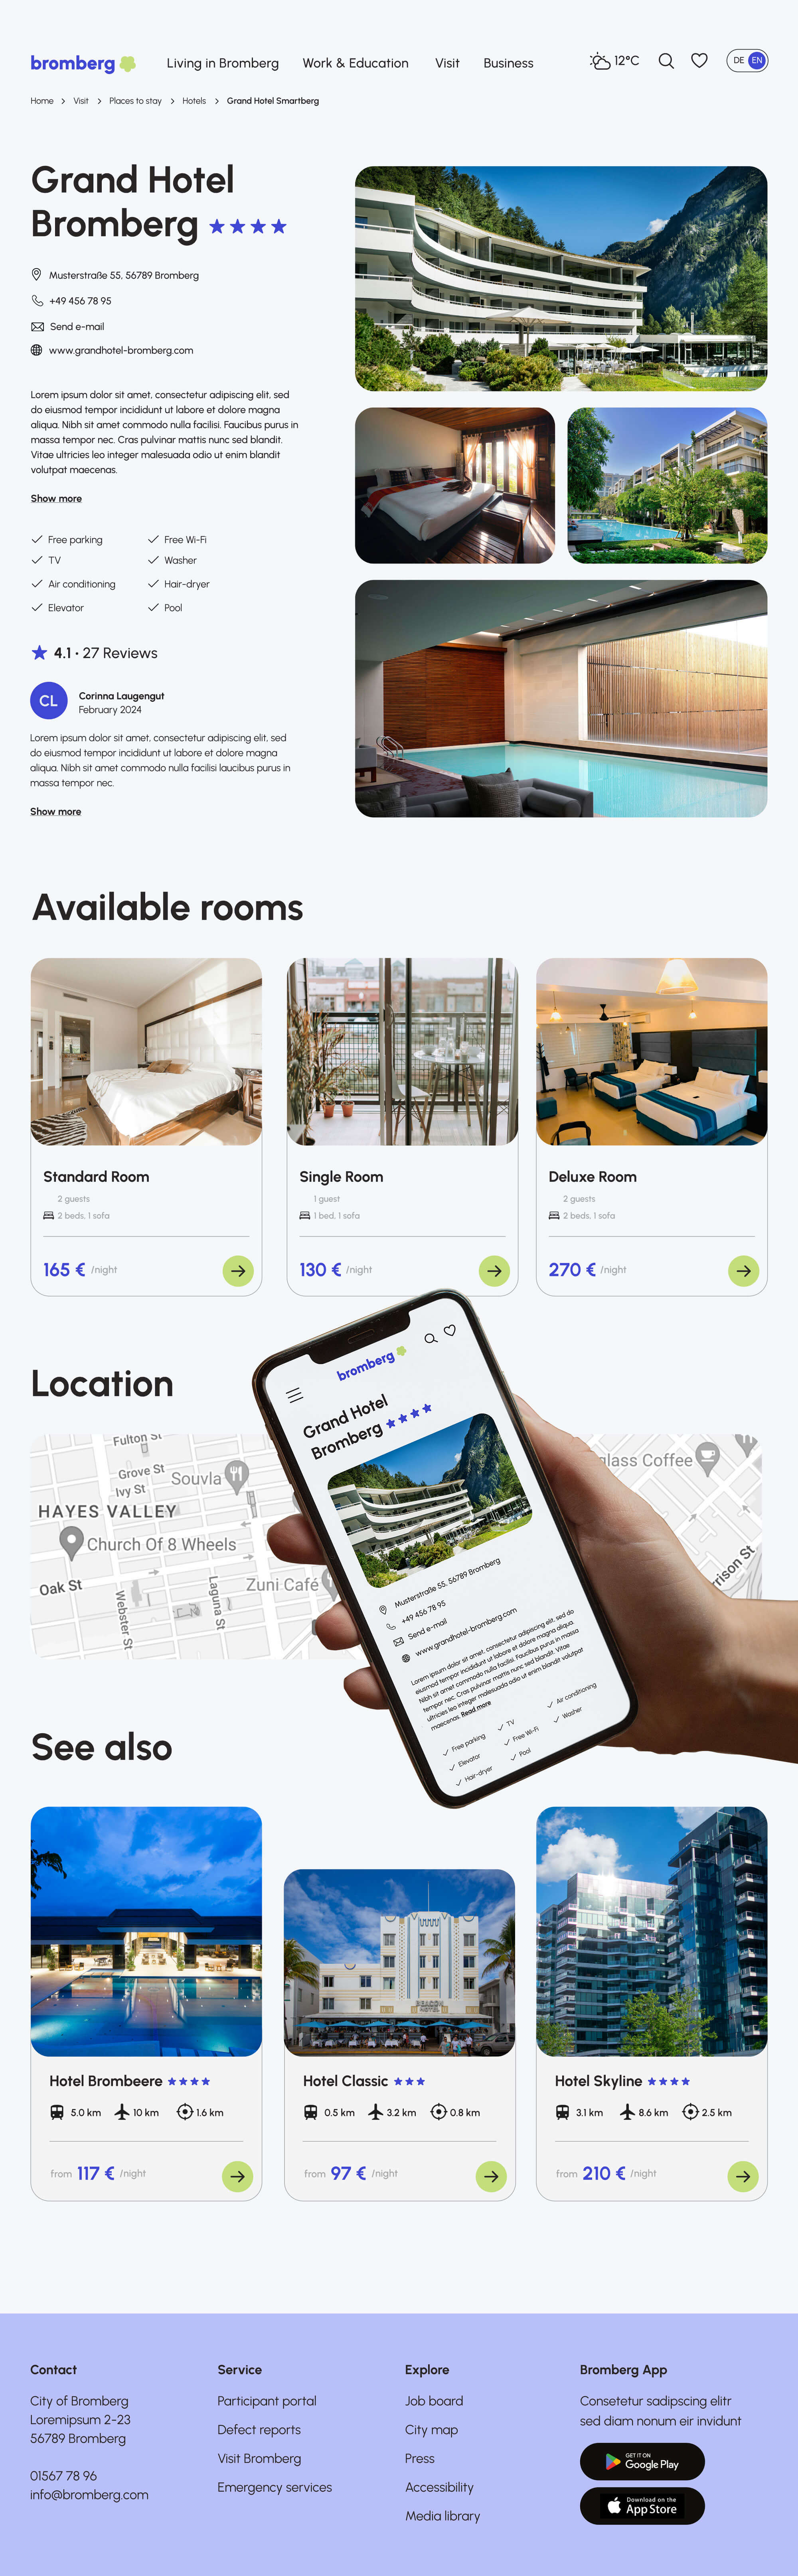 bromberg
Living in Bromberg Work & Education Visit Business
12°C
DE EN
Home > Visit > Places to stay > Hotels > Grand Hotel Smartberg
Grand Hotel
Bromberg
Musterstraße 55, 56789 Bromberg
+49 456 78 95
Send e-mail
www.grandhotel-bromberg.com
Lorem ipsum dolor sit amet, consectetur adipiscing elit, sed
do eiusmod tempor incididunt ut labore et dolore magna
aliqua. Nibh sit amet commodo nulla facilisi. Faucibus purus in
massa tempor nec. Cras pulvinar mattis nunc sed blandit.
Vitae ultricies leo integer malesuada odio ut enim blandit
volutpat maecenas.
Show more
Free parking Free Wi-Fi
TV Washer
Air conditioning Hair-dryer
Elevator Pool
4.1 • 27 Reviews
CL
Corinna Laugengut
February 2024
Lorem ipsum dolor sit amet, consectetur adipiscing elit, sed
do eiusmod tempor incididunt ut labore et dolore magna
aliqua. Nibh sit amet commodo nulla facilisi laucibus purus in
massa tempor nec.
Show more
Available rooms
Standard Room
2 guests
2 beds, 1 sofa
165 € /night
Single Room
1 guest
1 bed, 1 sofa
130 € /night
Deluxe Room
2 guests
2 beds, 1 sofa
270 € /night
Location
Fulton St
Grove St
Ivy St
Souvla
HAYES VALLEY
Church Of 8 Wheels
Oak St
Webster St
Laguna St
Zuni Café
glass Coffee
rrison St
bromberg
Grand Hotel
Bromberg
Musterstraße 55, 56789 Bromberg
+49 456 78 95
Send e-mail
www.grandhotel-bromberg.com
Lorem ipsum dolor sit amet, consectetur adipiscing elit, sed do
eiusmod tempor incididunt ut labore et dolore magna aliqua.
Nibh sit amet commodo nulla facilisi. Faucibus purus in massa
tempor nec. Cras pulvinar mattis nunc sed blandit. Vitae
ultricies leo integer malesuada odio ut enim blandit volutpat
maecenas. Read more
Free parking TV Air conditioning
Elevator Free Wi-Fi Washer
Hair-dryer Pool
See also
BEACON
HOTEL
Hotel Brombeere
5.0 km 10 km 1.6 km
from 117 € /night
Hotel Classic
0.5 km 3.2 km 0.8 km
from 97 € /night
Hotel Skyline
3.1 km 8.6 km 2.5 km
from 210 € /night
Contact
City of Bromberg
Loremipsum 2-23
56789 Bromberg
01567 78 96
info@bromberg.com
Service
Participant portal
Defect reports
Visit Bromberg
Emergency services
Explore
Job board
City map
Press
Accessibility
Media library
Bromberg App
Consetetur sadipscing elitr
sed diam nonum eir invidunt
GET IT ON
Google Play
Download on the
App Store